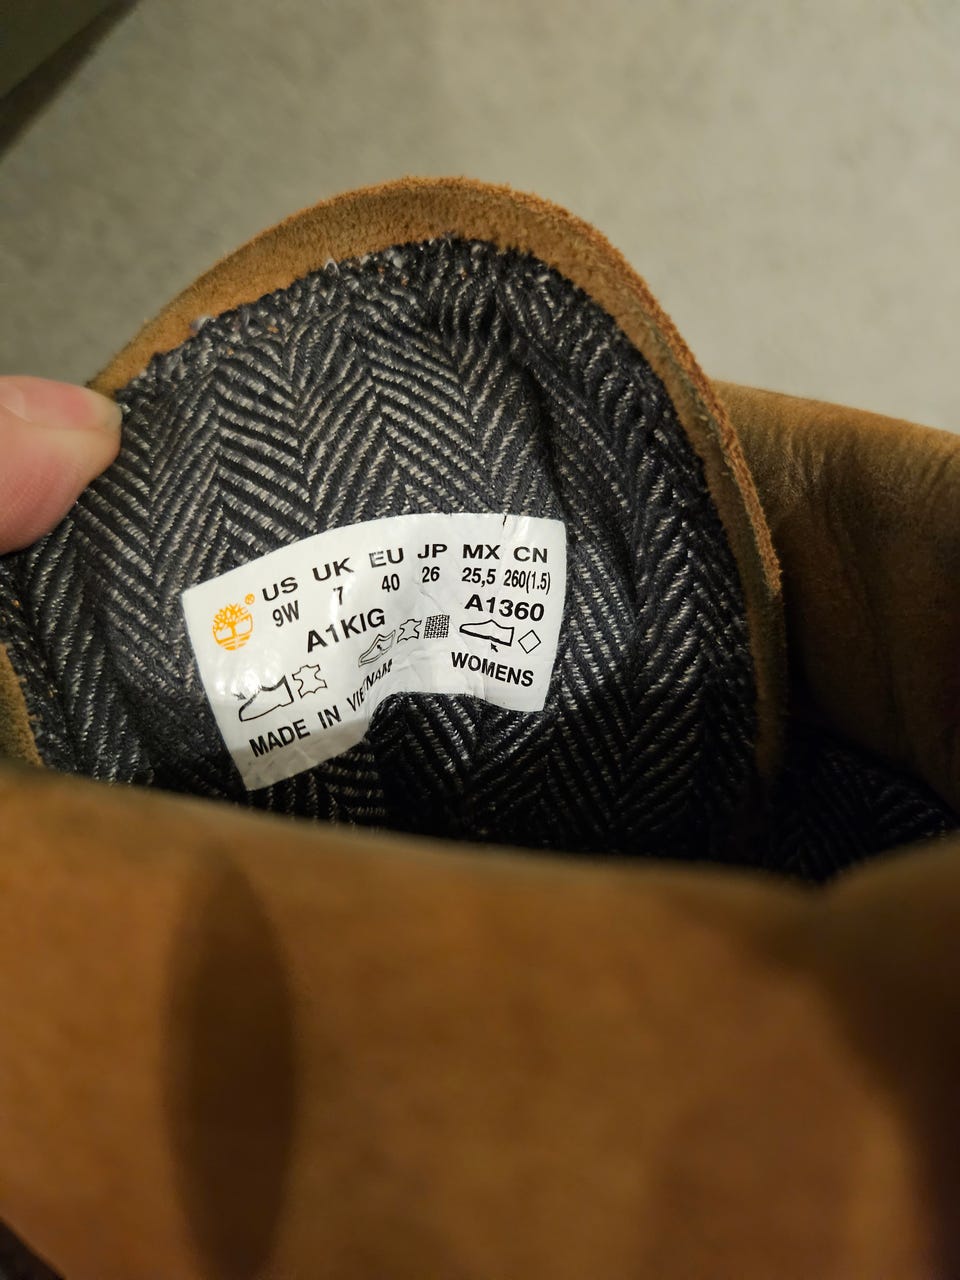 US UK EU JP MX CN
9W 7 40 26 25,5 260(1.5)
A1KIG A1360
WOMENS
MADE IN VIETNAM
®